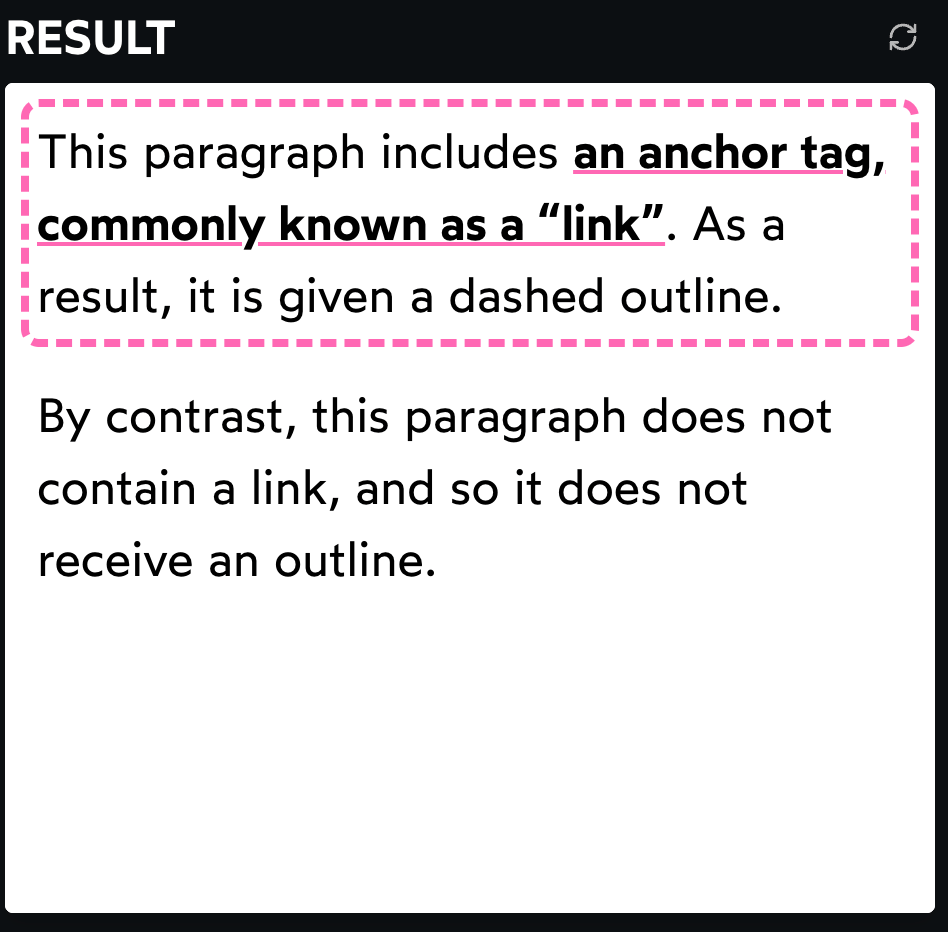 RESULT
This paragraph includes an anchor tag,
commonly known as a “link”. As a
result, it is given a dashed outline.
By contrast, this paragraph does not
contain a link, and so it does not
receive an outline.